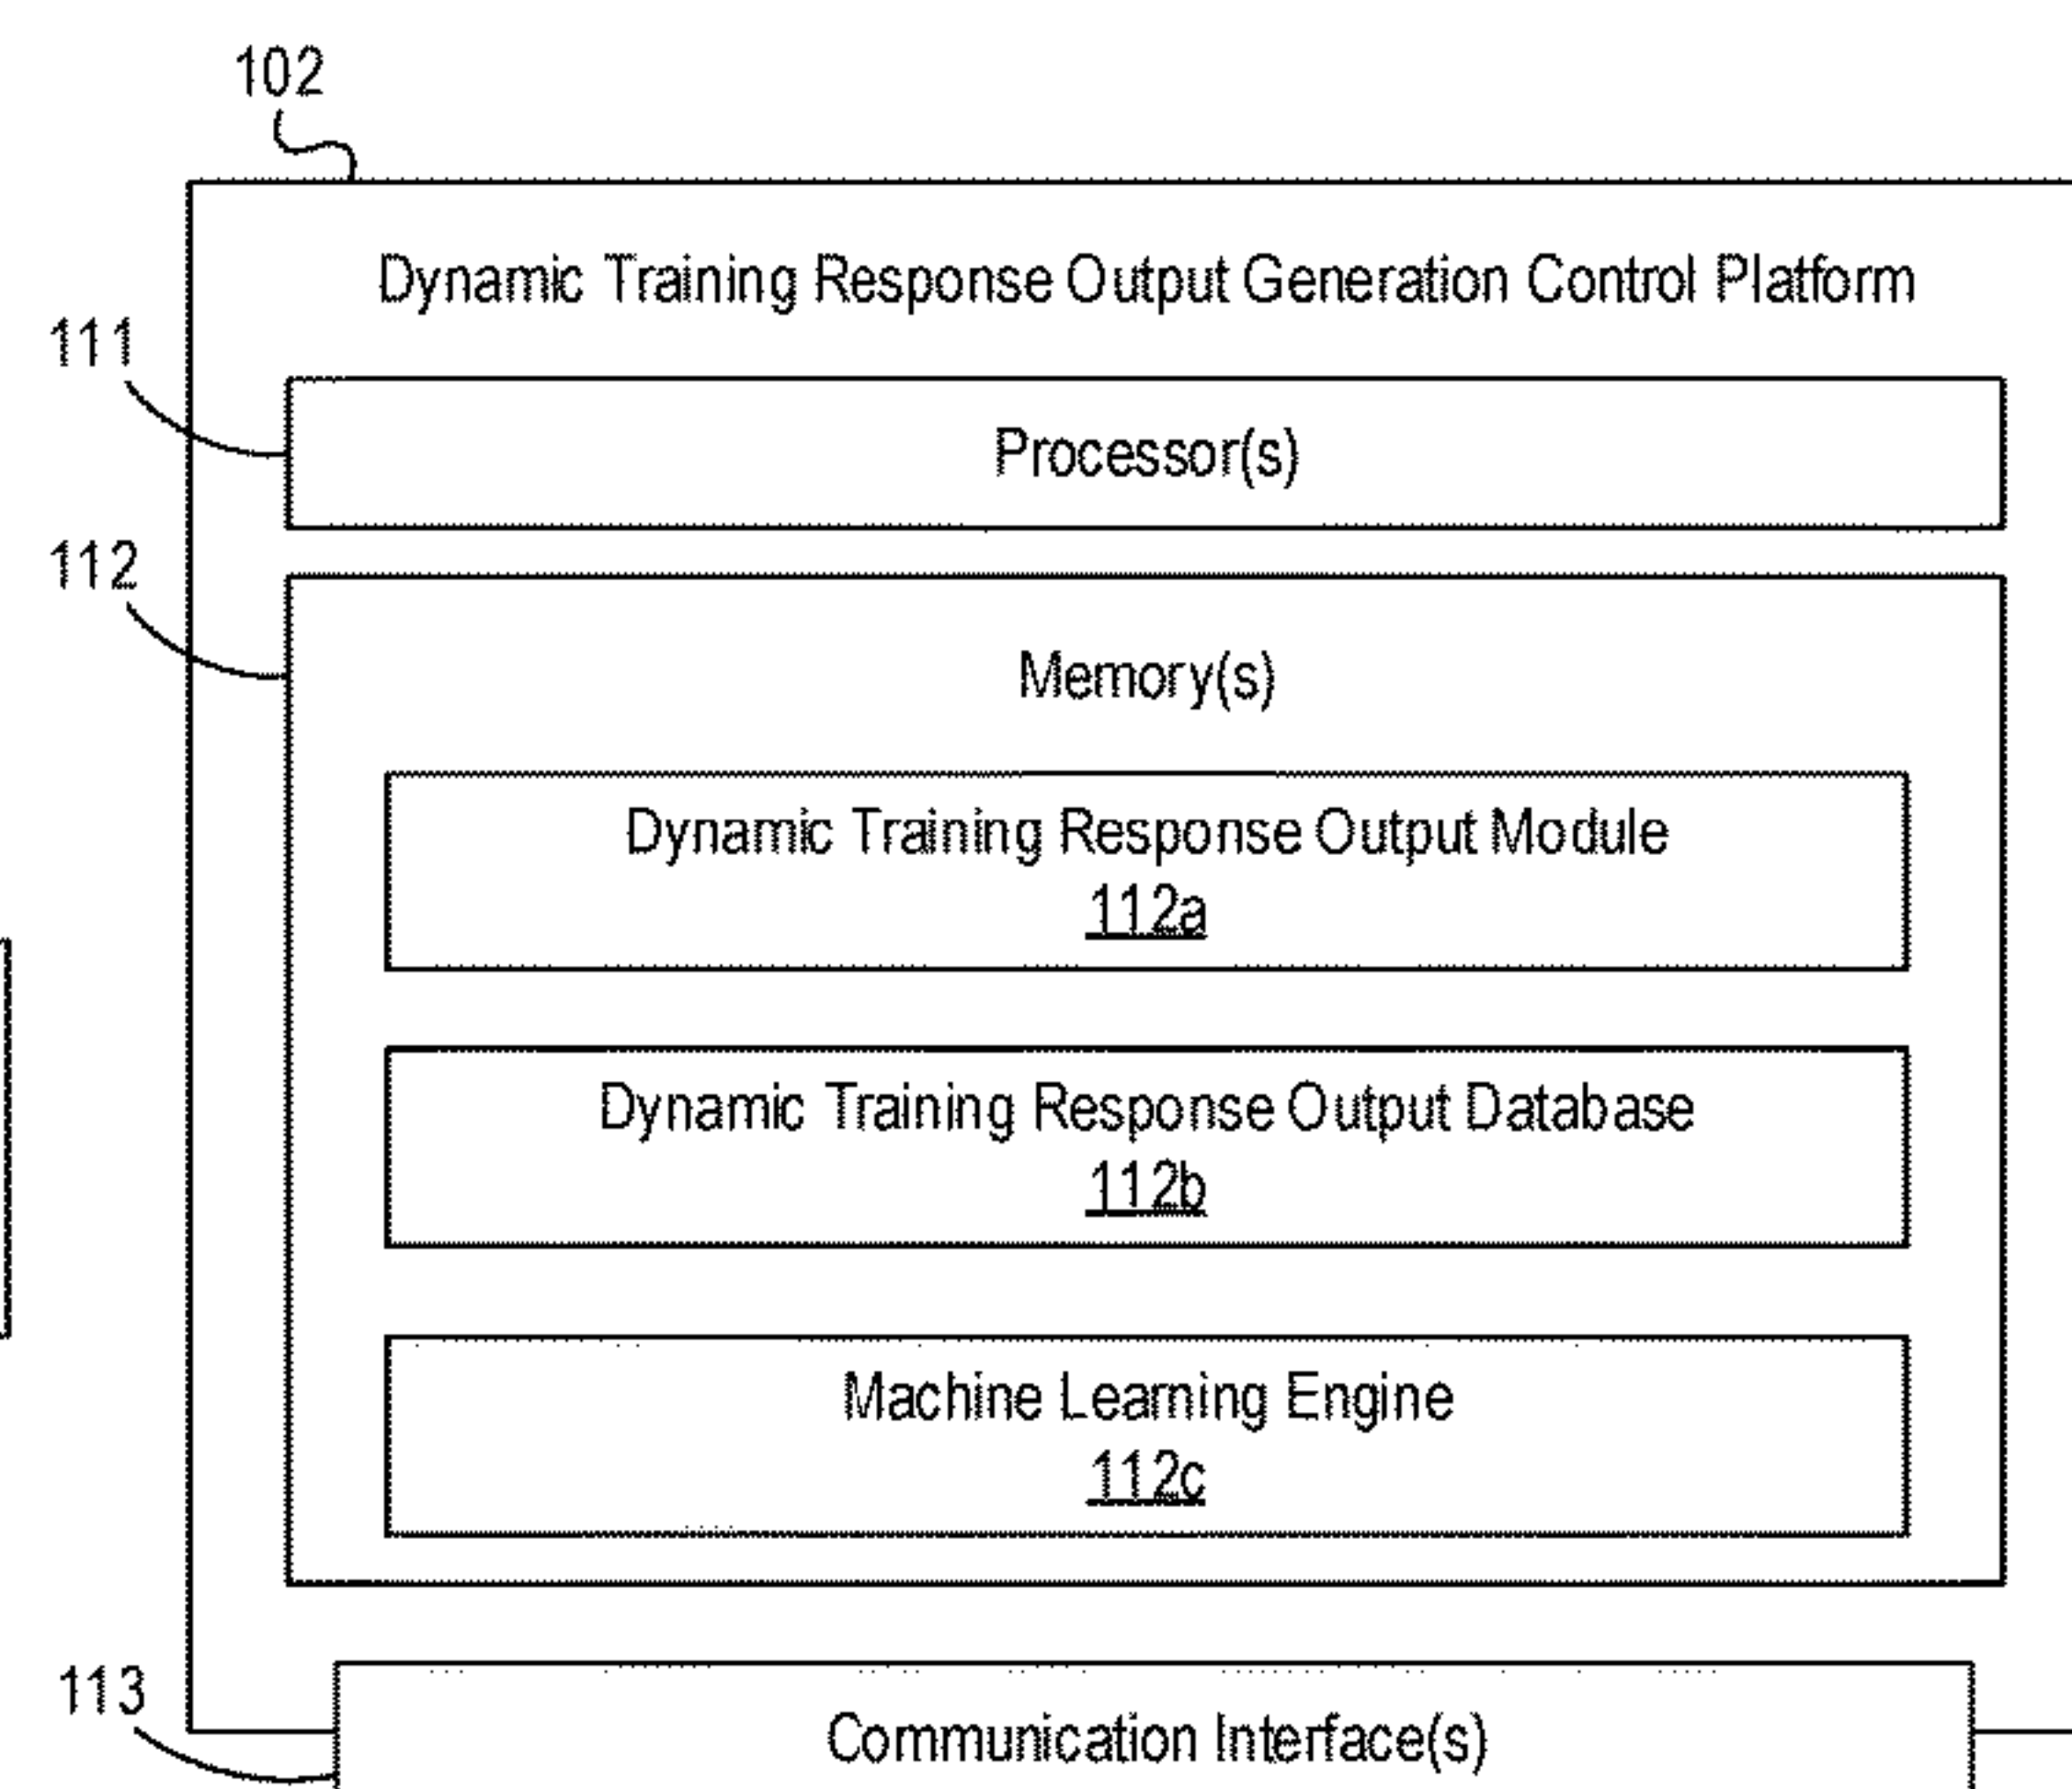 102
Dynamic Training Response Output Generation Control Platform
111
Processor(s)
112
Memory(s)
Dynamic Training Response Output Module
112a
Dynamic Training Response Output Database
112b
Machine Learning Engine
112c
113
Communication Interface(s)